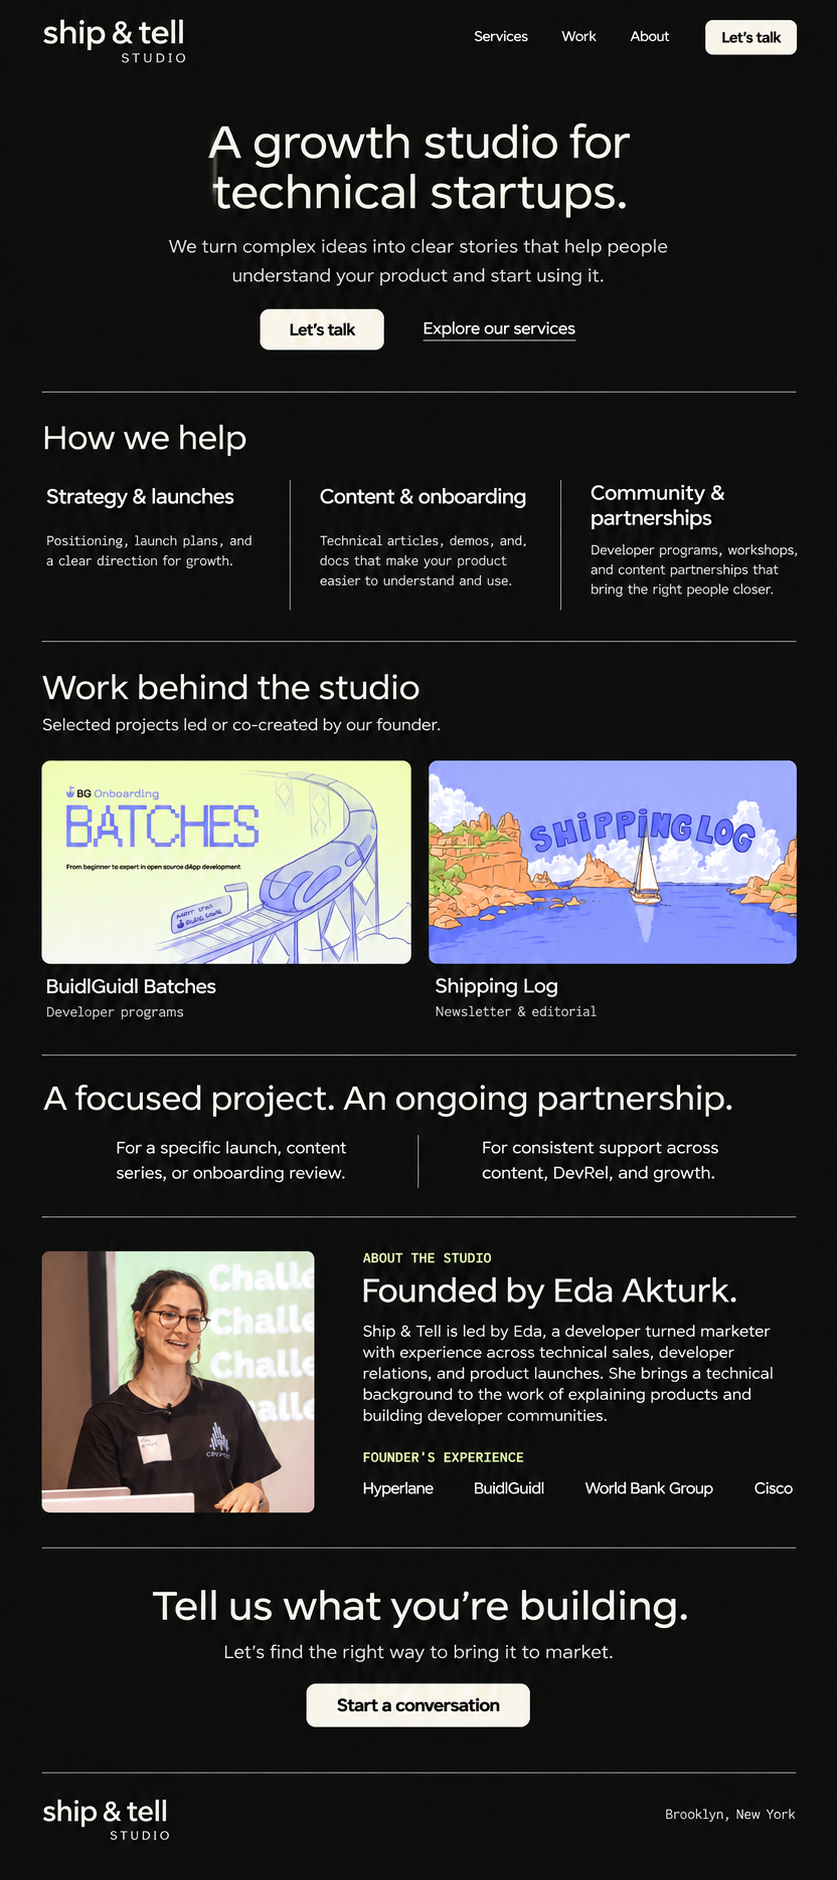 ship & tell
STUDIO
Services Work About Let's talk
A growth studio for
technical startups.
We turn complex ideas into clear stories that help people
understand your product and start using it.
Let's talk Explore our services
How we help
Strategy & launches
Positioning, launch plans, and
a clear direction for growth.
Content & onboarding
Technical articles, demos, and,
docs that make your product
easier to understand and use.
Community &
partnerships
Developer programs, workshops,
and content partnerships that
bring the right people closer.
Work behind the studio
Selected projects led or co-created by our founder.
BG Onboarding
BATCHES
From beginner to expert in open source dApp development
SHiPPiNG LOG
BuidlGuidl Batches
Developer programs
Shipping Log
Newsletter & editorial
A focused project. An ongoing partnership.
For a specific launch, content
series, or onboarding review.
For consistent support across
content, DevRel, and growth.
Challe
Challe
Challe
alle
ABOUT THE STUDIO
Founded by Eda Akturk.
Ship & Tell is led by Eda, a developer turned marketer
with experience across technical sales, developer
relations, and product launches. She brings a technical
background to the work of explaining products and
building developer communities.
FOUNDER'S EXPERIENCE
Hyperlane BuidlGuidl World Bank Group Cisco
Tell us what you're building.
Let's find the right way to bring it to market.
Start a conversation
ship & tell
STUDIO
Brooklyn, New York